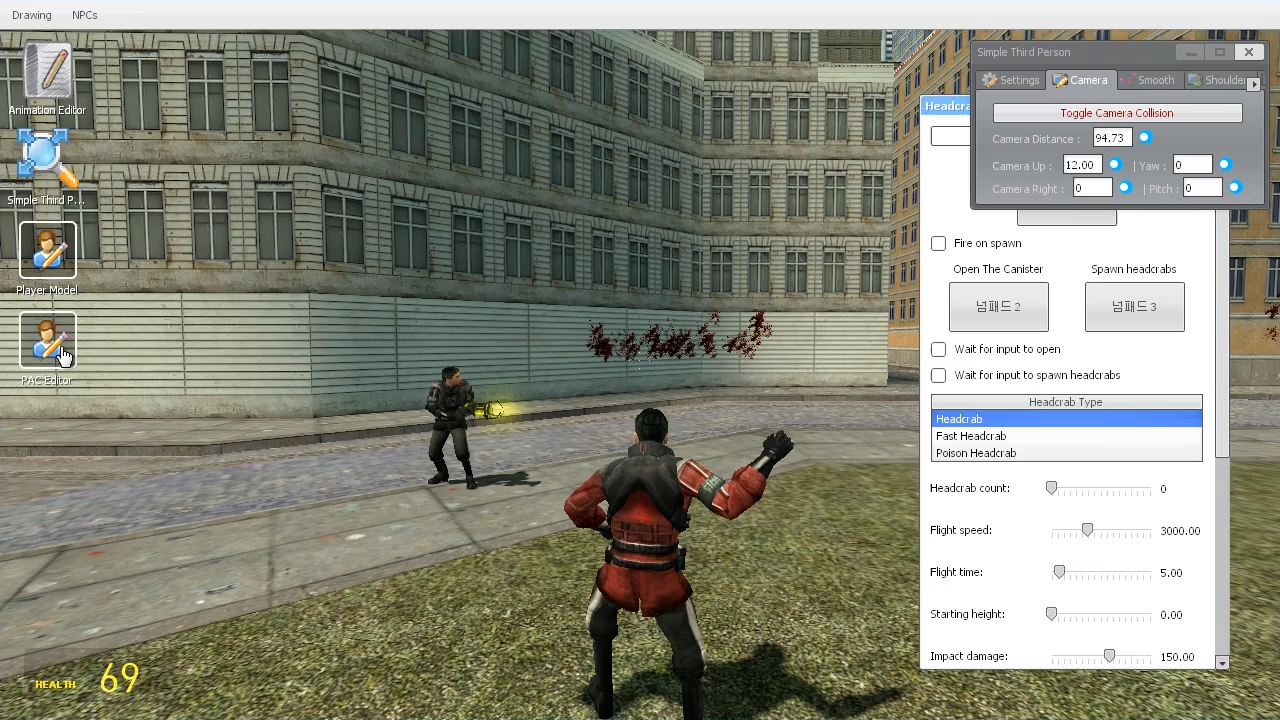 Drawing NPCs
Animation Editor
Simple Third P...
Player Model
PAC Editor
HEALTH 69
Simple Third Person
Settings Camera Smooth Shoulder
Toggle Camera Collision
Camera Distance : 94.73
Camera Up : 12.00 | Yaw : 0
Camera Right : 0 | Pitch : 0
Fire on spawn
Open The Canister Spawn headcrabs
넘패드 2 넘패드 3
Wait for input to open
Wait for input to spawn headcrabs
Headcrab Type
Headcrab
Fast Headcrab
Poison Headcrab
Headcrab count: 0
Flight speed: 3000.00
Flight time: 5.00
Starting height: 0.00
Impact damage: 150.00